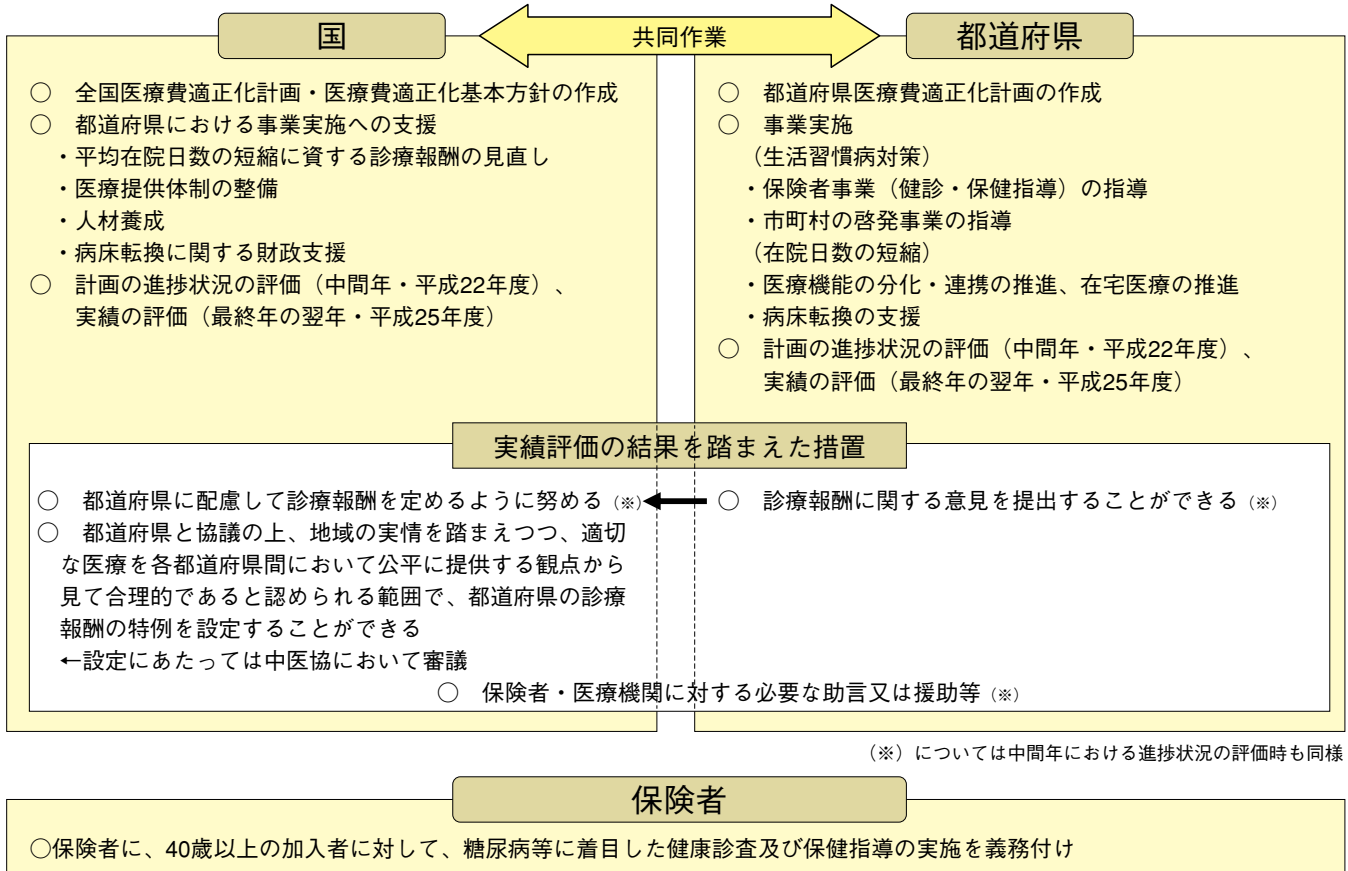 国
共同作業
都道府県
○　全国医療費適正化計画・医療費適正化基本方針の作成
○　都道府県における事業実施への支援
・平均在院日数の短縮に資する診療報酬の見直し
・医療提供体制の整備
・人材養成
・病床転換に関する財政支援
○　計画の進捗状況の評価（中間年・平成22年度）、
実績の評価（最終年の翌年・平成25年度）
○　都道府県医療費適正化計画の作成
○　事業実施
（生活習慣病対策）
・保険者事業（健診・保健指導）の指導
・市町村の啓発事業の指導
（在院日数の短縮）
・医療機能の分化・連携の推進、在宅医療の推進
・病床転換の支援
○　計画の進捗状況の評価（中間年・平成22年度）、
実績の評価（最終年の翌年・平成25年度）
実績評価の結果を踏まえた措置
○　都道府県に配慮して診療報酬を定めるように努める（※）
○　都道府県と協議の上、地域の実情を踏まえつつ、適切
な医療を各都道府県間において公平に提供する観点から
見て合理的であると認められる範囲で、都道府県の診療
報酬の特例を設定することができる
←設定にあたっては中医協において審議
○　診療報酬に関する意見を提出することができる（※）
○　保険者・医療機関に対する必要な助言又は援助等（※）
（※）については中間年における進捗状況の評価時も同様
保険者
○保険者に、40歳以上の加入者に対して、糖尿病等に着目した健康診査及び保健指導の実施を義務付け